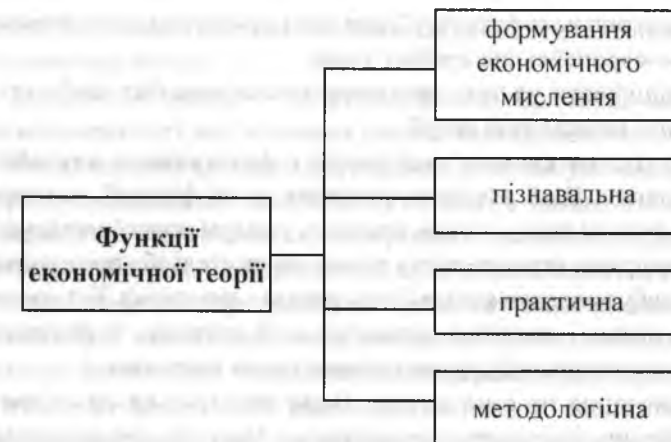 формування
економічного
мислення
пізнавальна
Функції
економічної теорії
практична
методологічна